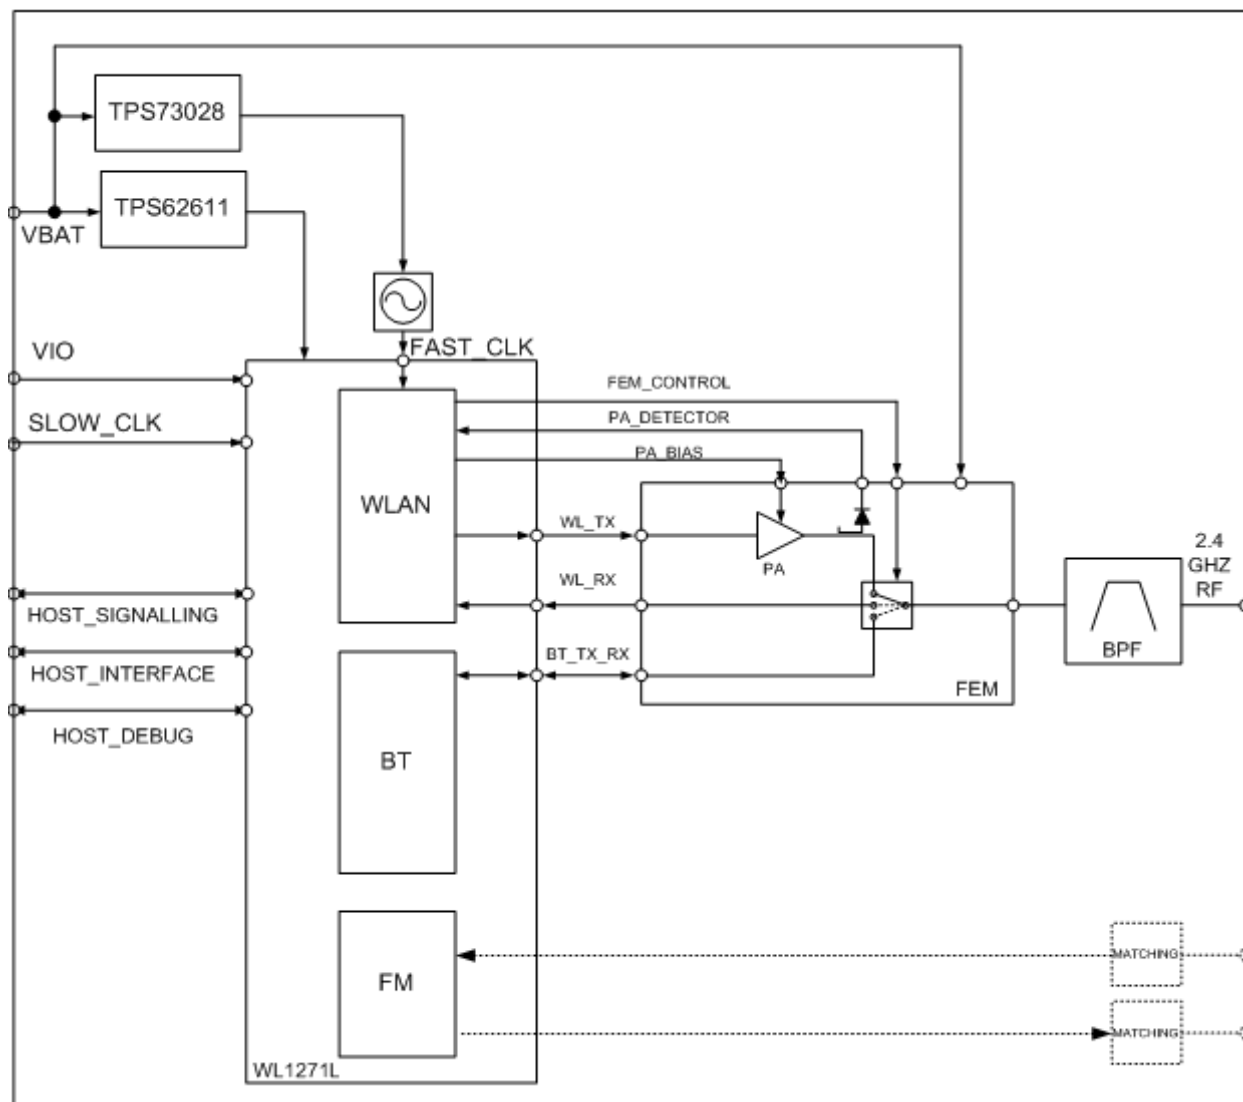 TPS73028
TPS62611
VBAT
VIO
FAST_CLK
SLOW_CLK
FEM_CONTROL
PA_DETECTOR
PA_BIAS
WLAN
WL_TX
PA
WL_RX
2.4
GHZ
RF
BPF
HOST_SIGNALLING
HOST_INTERFACE
HOST_DEBUG
BT_TX_RX
FEM
BT
FM
MATCHING
MATCHING
WL1271L